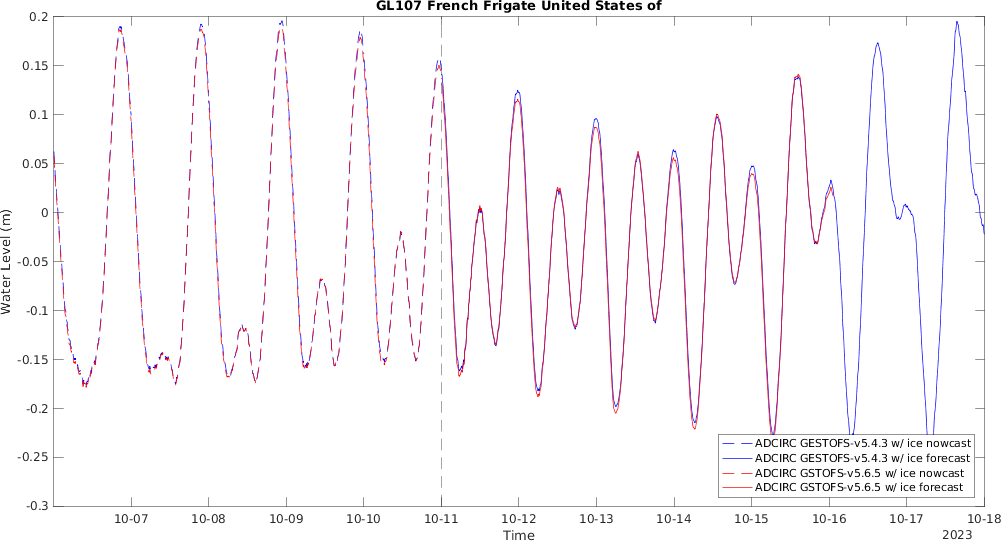 GL107 French Frigate United States of
0.2
0.15
0.1
0.05
0
-0.05
-0.1
-0.15
-0.2
-0.25
-0.3
Water Level (m)
ADCIRC GESTOFS-v5.4.3 w/ ice nowcast
ADCIRC GESTOFS-v5.4.3 w/ ice forecast
ADCIRC GSTOFS-v5.6.5 w/ ice nowcast
ADCIRC GSTOFS-v5.6.5 w/ ice forecast
10-07 10-08 10-09 10-10 10-11 10-12 10-13 10-14 10-15 10-16 10-17 10-18
Time
2023